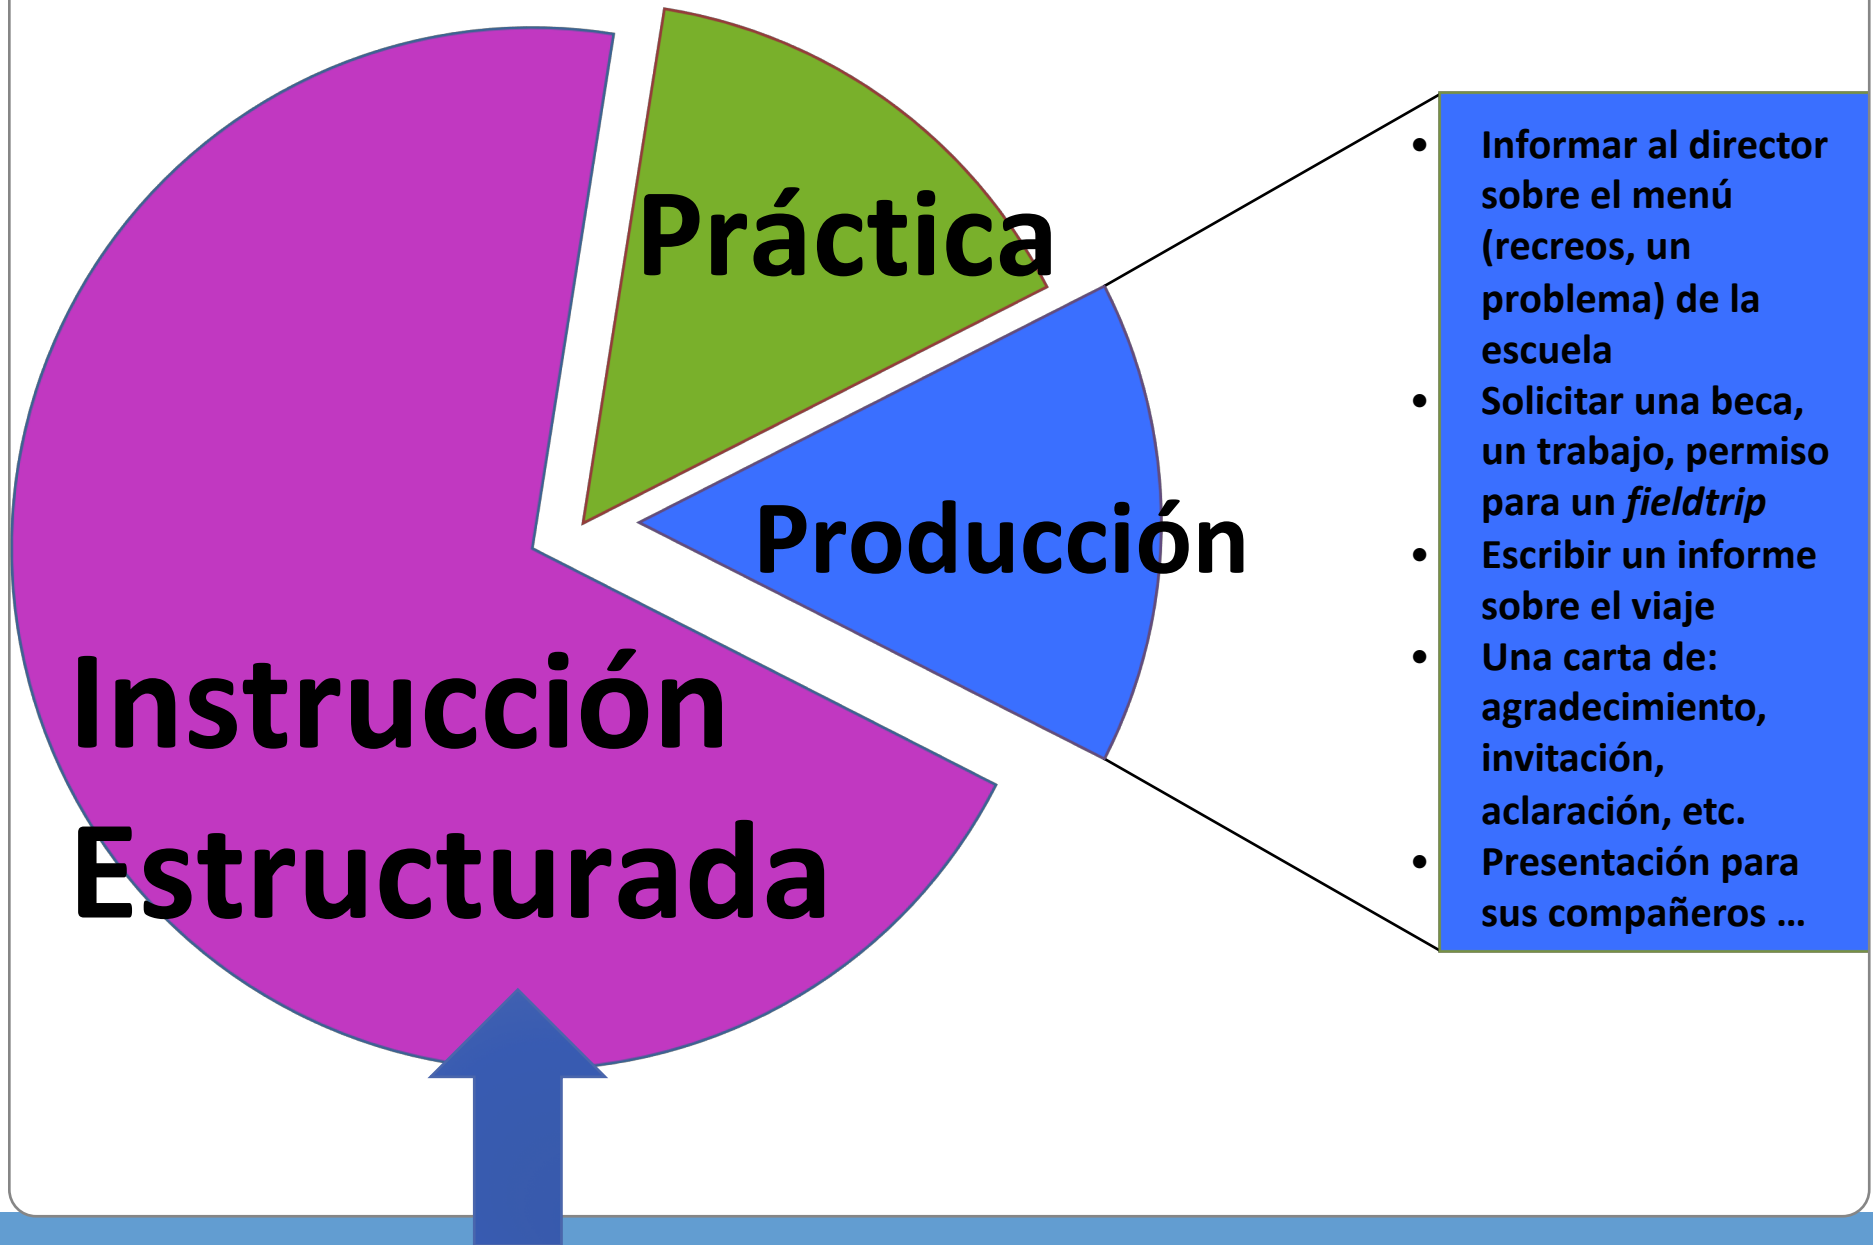 Práctica
Producción
Instrucción
Estructurada
• Informar al director
sobre el menú
(recreos, un
problema) de la
escuela
• Solicitar una beca,
un trabajo, permiso
para un fieldtrip
• Escribir un informe
sobre el viaje
• Una carta de:
agradecimiento,
invitación,
aclaración, etc.
• Presentación para
sus compañeros ...